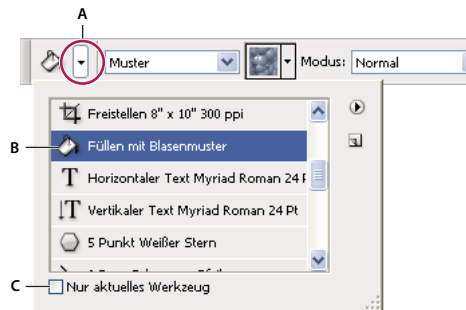 A
Muster
Modus: Normal
Freistellen 8" x 10" 300 ppi
B
Füllen mit Blasenmuster
Horizontaler Text Myriad Roman 24
Vertikaler Text Myriad Roman 24 Pt
5 Punkt Weißer Stern
C
Nur aktuelles Werkzeug